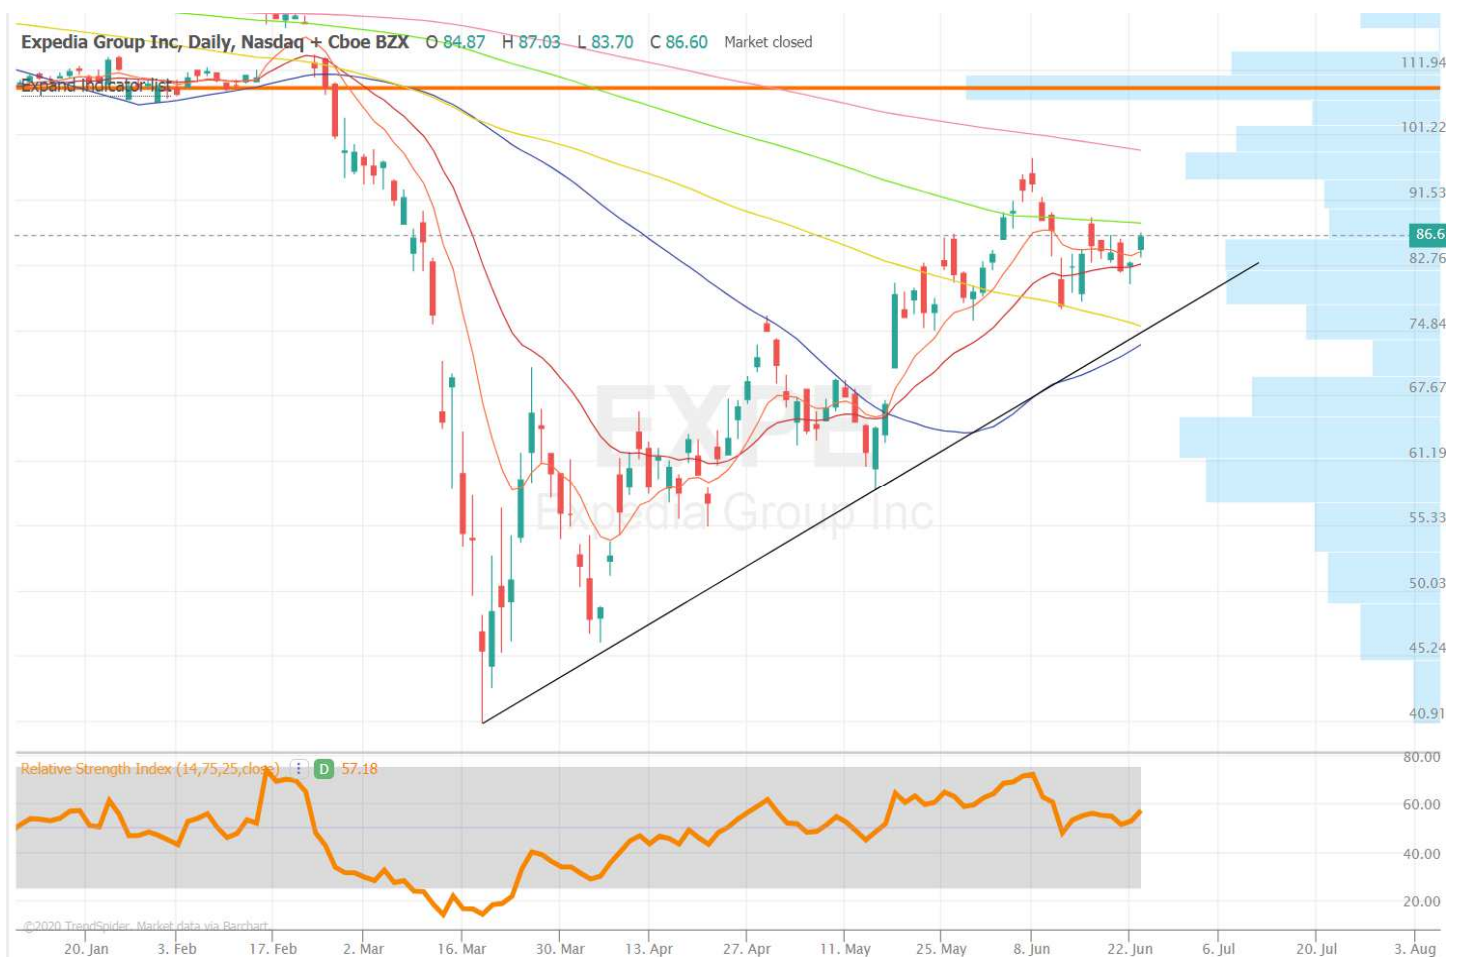 Expedia Group Inc, Daily, Nasdaq + Cboe BZX O 84.87 H 87.03 L 83.70 C 86.60 Market closed
Expand indicator list
111.94
101.22
91.53
86.6
82.76
74.84
67.67
61.19
55.33
50.03
45.24
40.91
EXPE
Expedia Group Inc
Relative Strength Index (14,75,25,close) D 57.18
80.00
60.00
40.00
20.00
©2020 TrendSpider. Market data via Barchart
20. Jan 3. Feb 17. Feb 2. Mar 16. Mar 30. Mar 13. Apr 27. Apr 11. May 25. May 8. Jun 22. Jun 6. Jul 20. Jul 3. Aug